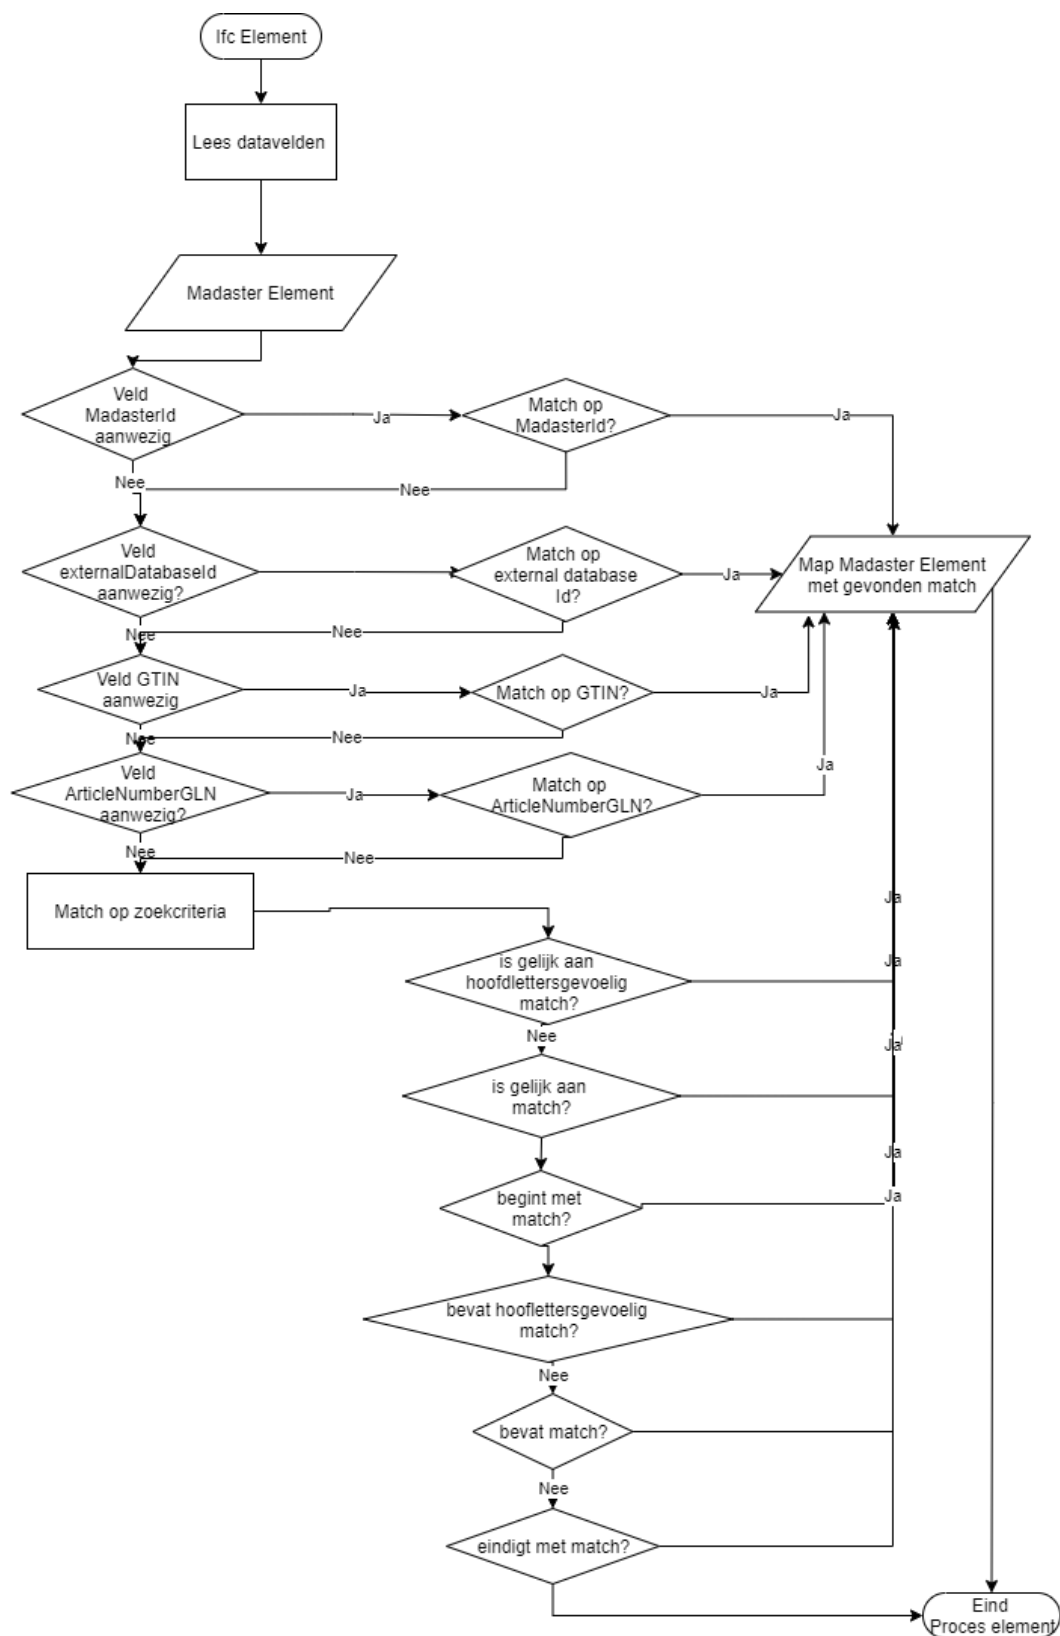 Ifc Element
Lees datavelden
Madaster Element
Veld
MadasterId
aanwezig
Ja
Match op
MadasterId?
Ja
Nee
Nee
Veld
externalDatabaseId
aanwezig?
Match op
external database
Id?
Ja
Map Madaster Element
met gevonden match
Nee
Nee
Veld GTIN
aanwezig
Ja
Match op GTIN?
Ja
Nee
Nee
Veld
ArticleNumberGLN
aanwezig?
Ja
Match op
ArticleNumberGLN?
Ja
Nee
Nee
Match op zoekcriteria
Ja
is gelijk aan
hoofdlettersgevoelig
match?
Ja
Nee
Ja
is gelijk aan
match?
Ja
begint met
match?
Ja
bevat hooflettersgevoelig
match?
Nee
bevat match?
Nee
eindigt met match?
Eind
Proces element